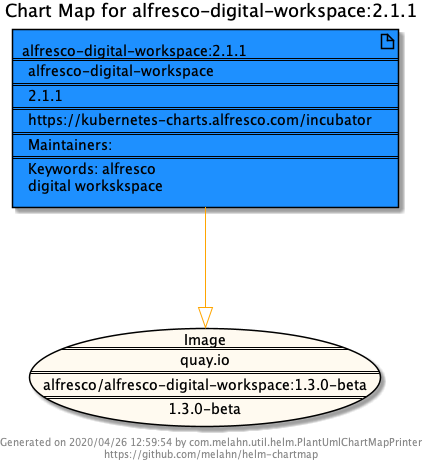 Chart Map for alfresco-digital-workspace:2.1.1
alfresco-digital-workspace:2.1.1
alfresco-digital-workspace
2.1.1
https://kubernetes-charts.alfresco.com/incubator
Maintainers:
Keywords: alfresco
digital workskspace
Image
quay.io
alfresco/alfresco-digital-workspace:1.3.0-beta
1.3.0-beta
Generated on 2020/04/26 12:59:54 by com.melahn.util.helm.PlantUmlChartMapPrinter
https://github.com/melahn/helm-chartmap